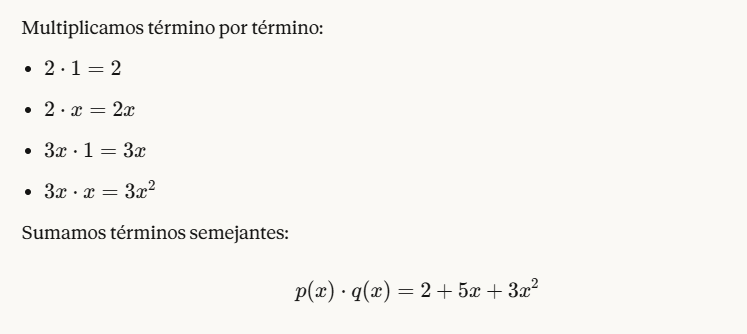 Multiplicamos término por término:
• 2 · 1 = 2
• 2 · x = 2x
• 3x · 1 = 3x
• 3x · x = 3x²
Sumamos términos semejantes:
p(x) · q(x) = 2 + 5x + 3x²